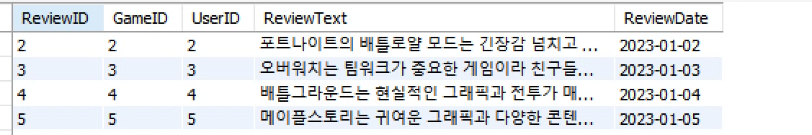 ReviewID GameID UserID ReviewText ReviewDate
2 2 2 포트나이트의 배틀로얄 모드는 긴장감 넘치고 ... 2023-01-02
3 3 3 오버워치는 팀워크가 중요한 게임이라 친구들... 2023-01-03
4 4 4 배틀그라운드는 현실적인 그래픽과 전투가 매... 2023-01-04
5 5 5 메이플스토리는 귀여운 그래픽과 다양한 콘텐... 2023-01-05